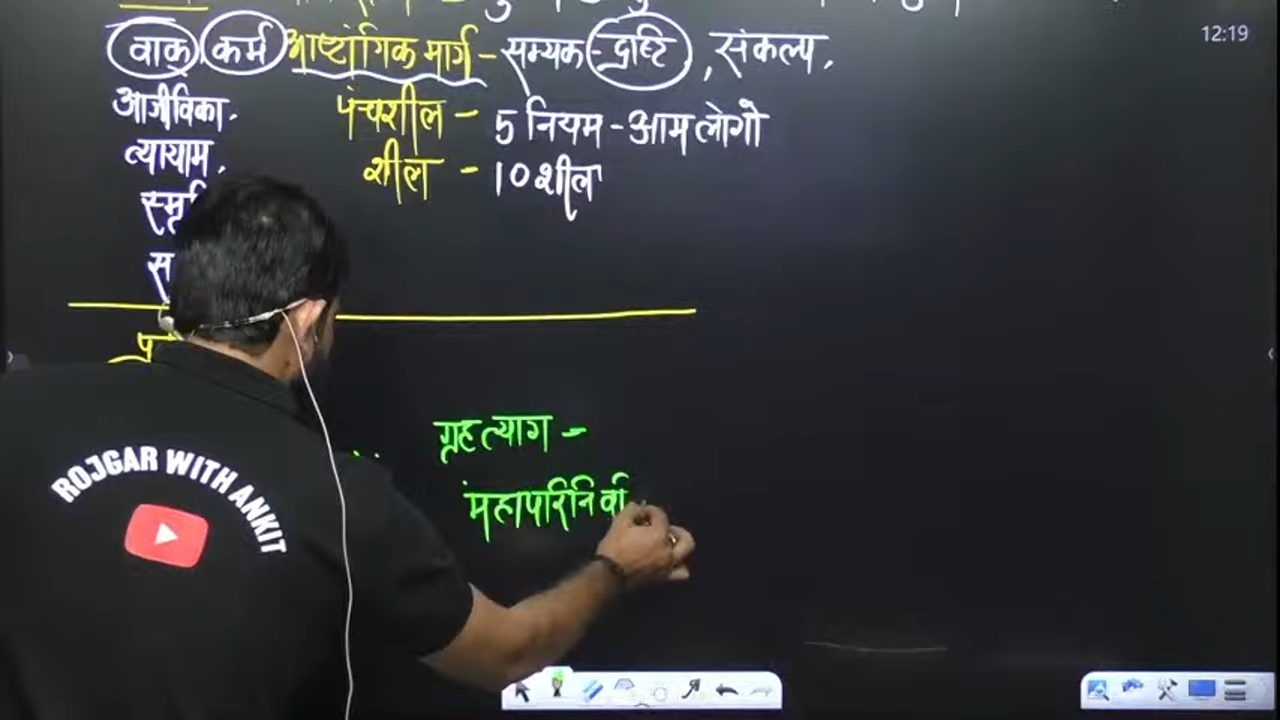 12:19
वाक् कर्म आष्टांगिक मार्ग - सम्यक - दृष्टि, संकल्प,
आजीविका, पंचशील - 5 नियम - आम लोगो
व्यायाम, शील - 10 शील
ग्रहत्याग -
महापरिनिर्व
ROJGAR WITH ANKIT